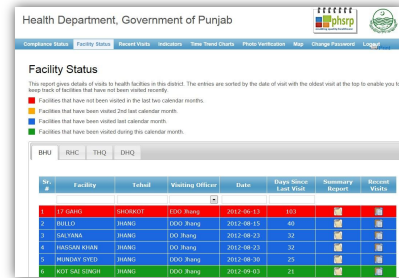 Health Department, Government of Punjab
phsrp
Compliance Status Facility Status Recent Visits Indicators Time Trend Charts Photo Verification Map Change Password Logout
Facility Status
This report gives details of visits to health facilities in this district. The entries are sorted by the date of visit with the oldest visit at the top to enable you to
keep track of facilities that have not been visited recently.
Facilities that have not been visited in the last two calendar months.
Facilities that have been visited 2nd last calendar month.
Facilities that have been visited last calendar month.
Facilities that have been visited during this calendar month.
BHU RHC THQ DHQ
Sr. # Facility Tehsil Visiting Officer Date Days Since Last Visit Summary Report Recent Visits
1 17 GAHG SHORKOT EDO Jhang 2012-06-13 103
2 BULLO JHANG DDO Jhang 2012-08-15 40
3 SALYANA JHANG DO Jhang 2012-08-23 32
4 HASSAN KHAN JHANG DO Jhang 2012-08-23 32
5 MUNDAY SYED JHANG DDO Jhang 2012-08-30 25
6 KOT SAI SINGH JHANG DDO Jhang 2012-09-03 21